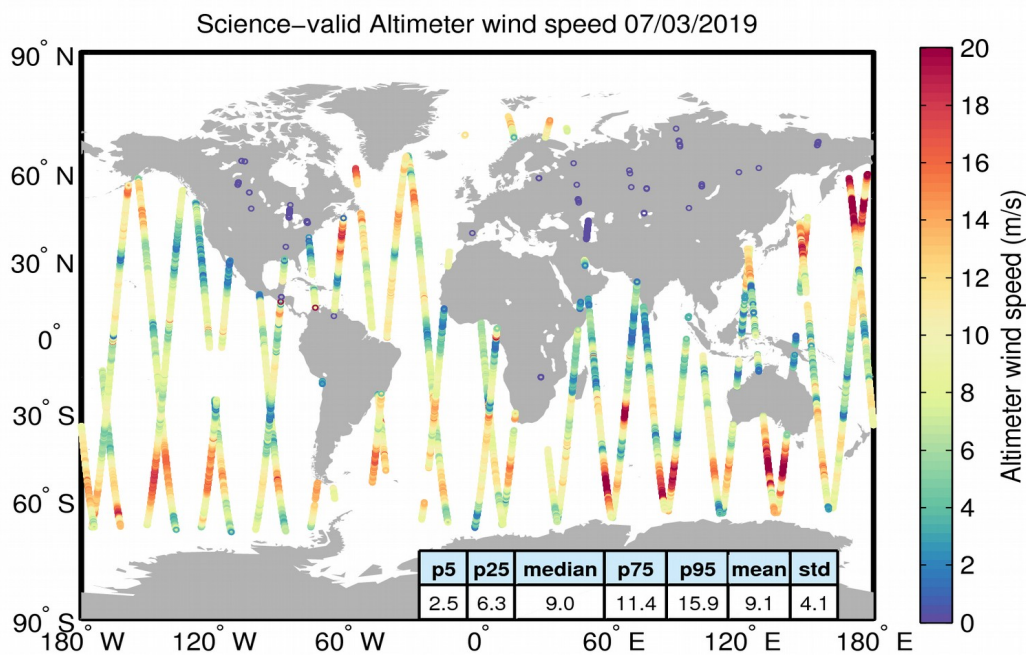 Science−valid Altimeter wind speed 07/03/2019
90° N
60° N
30° N
0°
30° S
60° S
90° S
180° W
120° W
60° W
0°
60° E
120° E
180° E
p5 p25 median p75 p95 mean std
2.5 6.3 9.0 11.4 15.9 9.1 4.1
20
18
16
14
12
10
8
6
4
2
0
Altimeter wind speed (m/s)